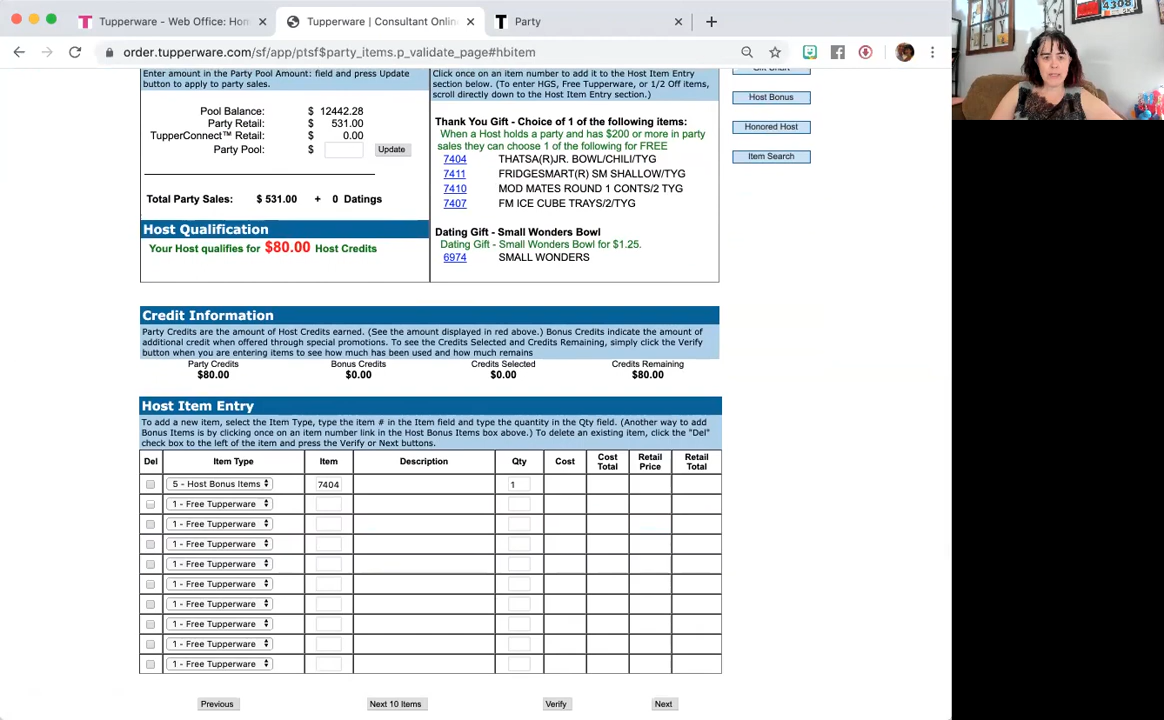 Tupperware - Web Office: Hom
Tupperware | Consultant Onlin
Party
order.tupperware.com/sf/app/ptsf$party_items.p_validate_page#hbitem
4308
Enter amount in the Party Pool Amount: field and press Update
button to apply to party sales.
Pool Balance: $ 12442.28
Party Retail: $ 531.00
TupperConnect™ Retail: $ 0.00
Party Pool: $ Update
Total Party Sales: $ 531.00 + 0 Datings
Host Qualification
Your Host qualifies for $80.00 Host Credits
Click once on an item number to add it to the Host Item Entry
section below. (To enter HGS, Free Tupperware, or 1/2 Off items,
scroll directly down to the Host Item Entry section.)
Thank You Gift - Choice of 1 of the following items:
When a Host holds a party and has $200 or more in party
sales they can choose 1 of the following for FREE
7404 THATSA(R)JR. BOWL/CHILI/TYG
7411 FRIDGESMART(R) SM SHALLOW/TYG
7410 MOD MATES ROUND 1 CONTS/2 TYG
7407 FM ICE CUBE TRAYS/2/TYG
Dating Gift - Small Wonders Bowl
Dating Gift - Small Wonders Bowl for $1.25.
6974 SMALL WONDERS
Host Bonus
Honored Host
Item Search
Credit Information
Party Credits are the amount of Host Credits earned. (See the amount displayed in red above.) Bonus Credits indicate the amount of
additional credit when offered through special promotions. To see the Credits Selected and Credits Remaining, simply click the Verify
button when you are entering items to see how much has been used and how much remains
Party Credits Bonus Credits Credits Selected Credits Remaining
$80.00 $0.00 $0.00 $80.00
Host Item Entry
To add a new item, select the Item Type, type the item # in the Item field and type the quantity in the Qty field. (Another way to add
Bonus Items is by clicking once on an item number link in the Host Bonus Items box above.) To delete an existing item, click the "Del"
check box to the left of the item and press the Verify or Next buttons.
Del Item Type Item Description Qty Cost Cost Total Retail Price Retail Total
5 - Host Bonus Items 7404 1
1 - Free Tupperware
1 - Free Tupperware
1 - Free Tupperware
1 - Free Tupperware
1 - Free Tupperware
1 - Free Tupperware
1 - Free Tupperware
1 - Free Tupperware
1 - Free Tupperware
Previous Next 10 Items Verify Next